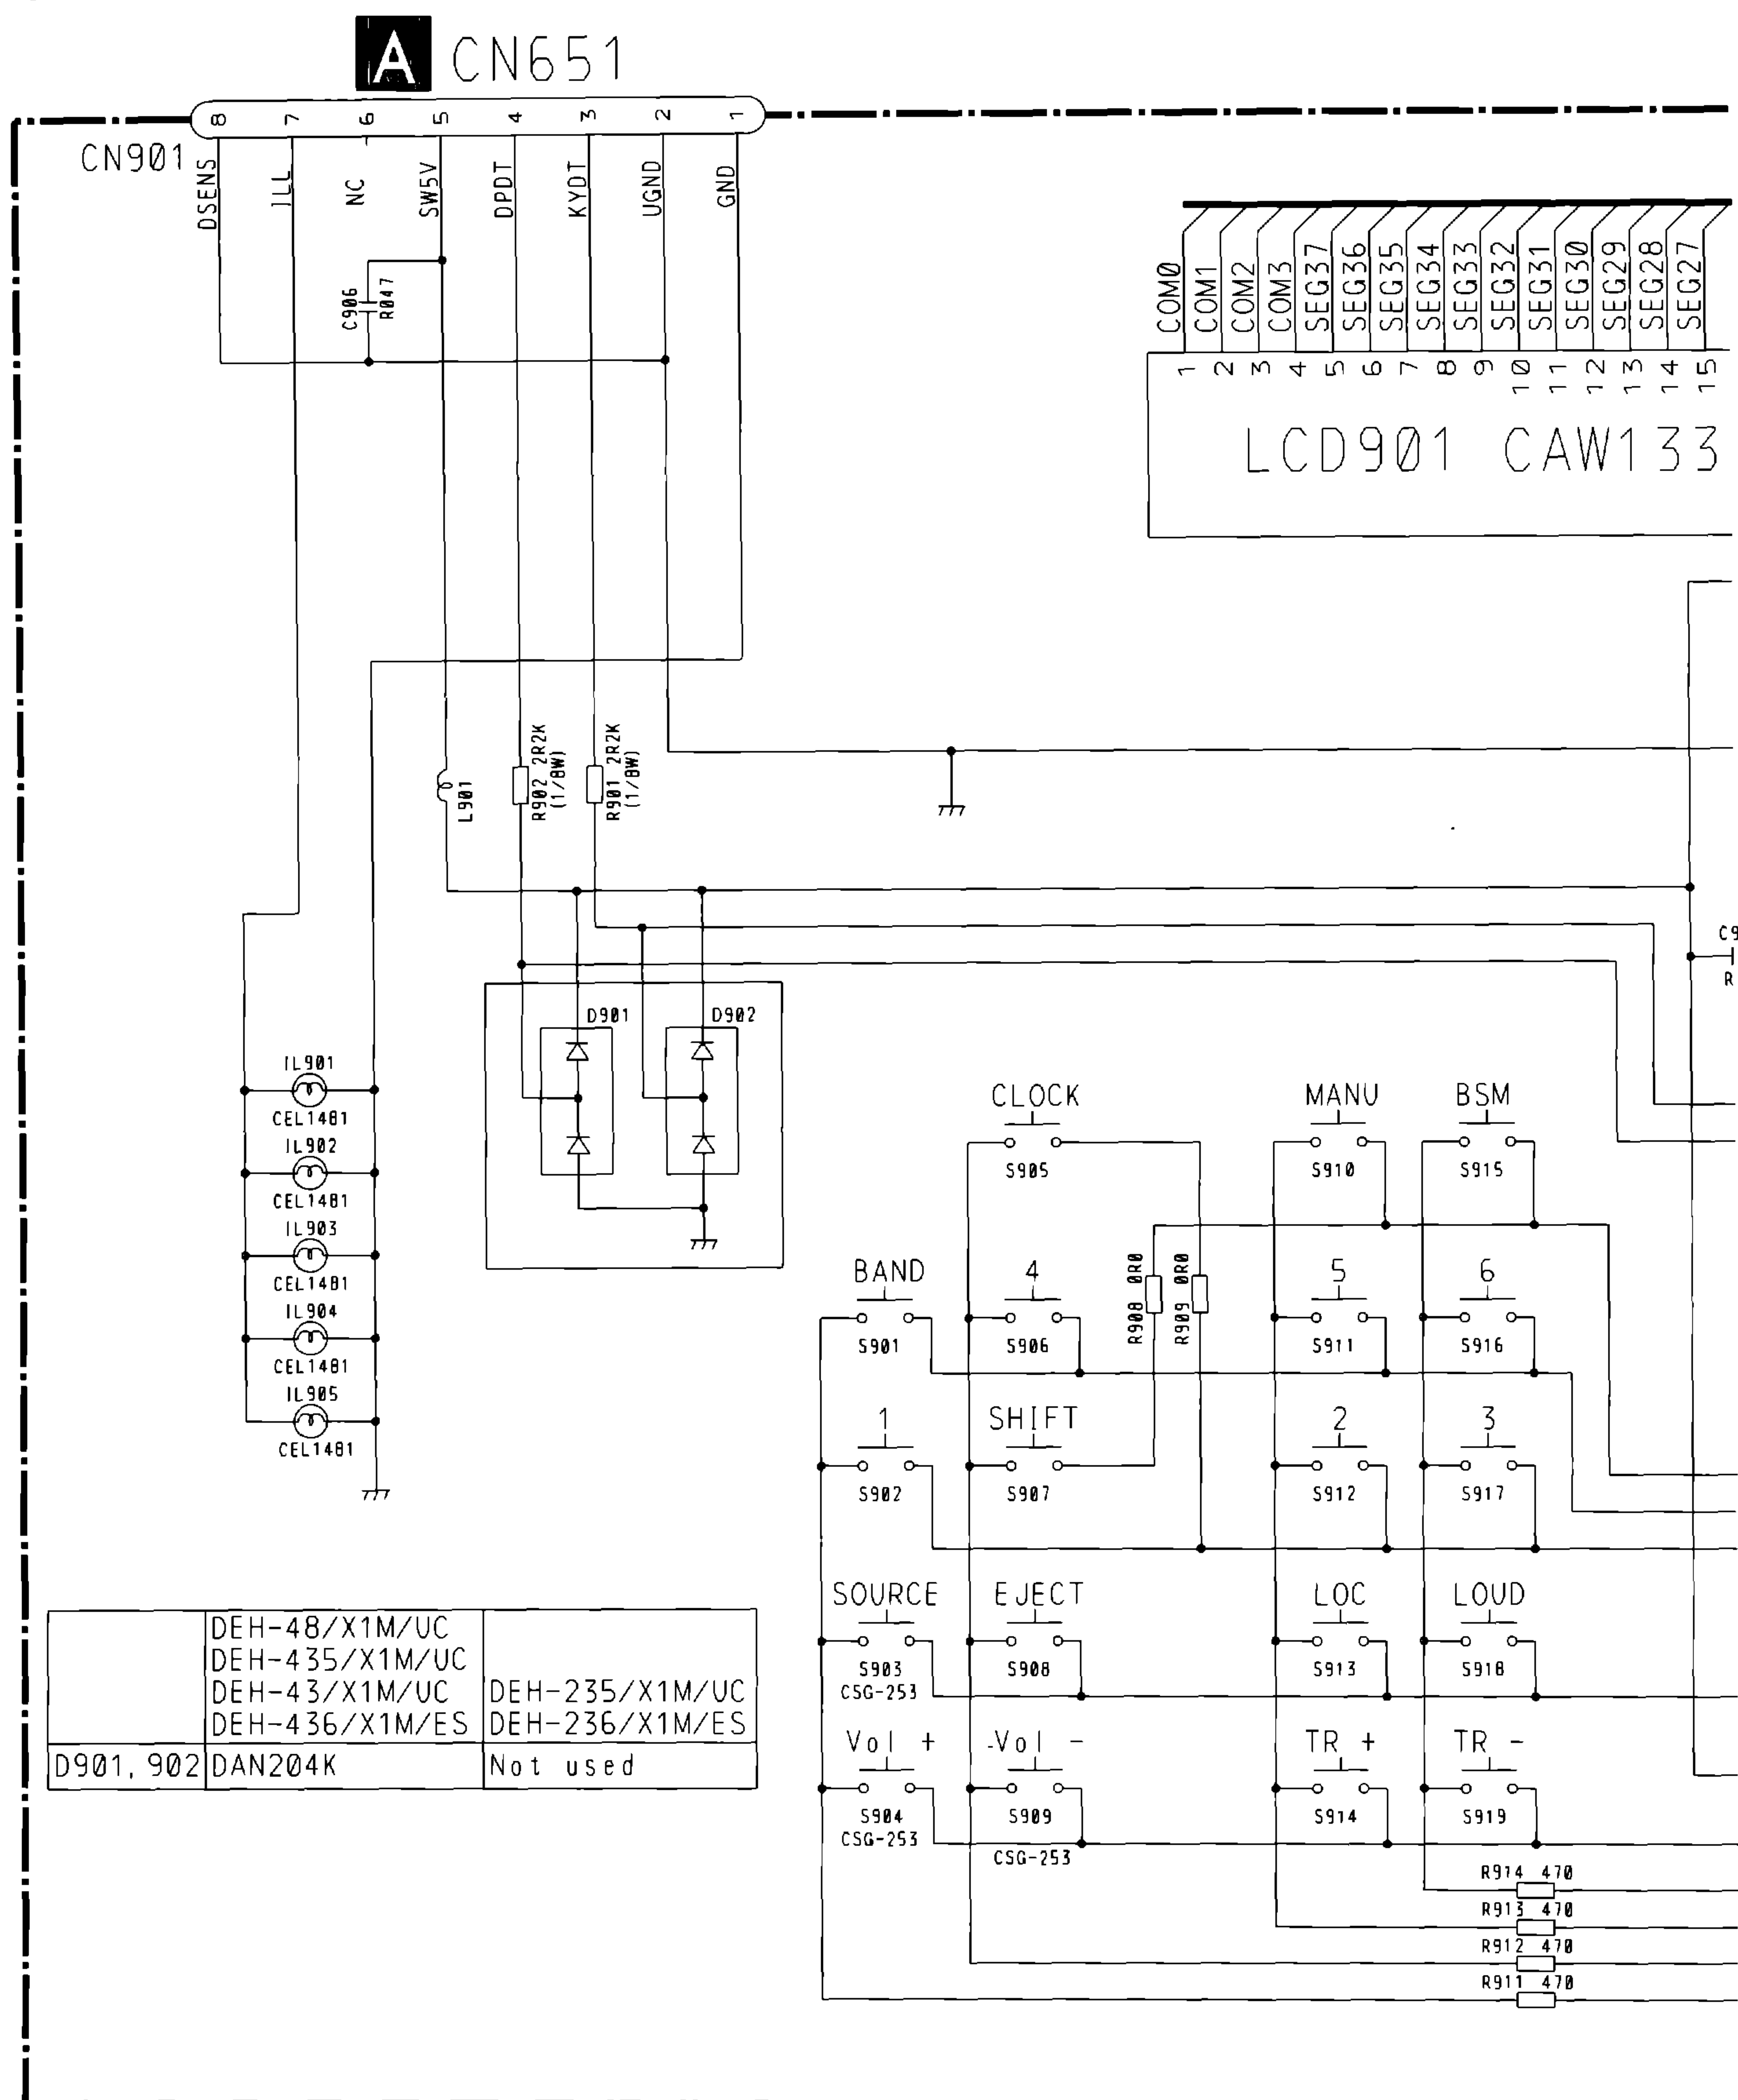 A CN651
8 7 6 5 4 3 2 1
CN901
DSENS
ILL
NC
SW5V
DPDT
KYDT
UGND
GND
C906
R047
COM0
COM1
COM2
COM3
SEG37
SEG36
SEG35
SEG34
SEG33
SEG32
SEG31
SEG30
SEG29
SEG28
SEG27
1 2 3 4 5 6 7 8 9 10 11 12 13 14 15
LCD901 CAW133
L901
R902 2R2K
(1/8W)
R901 2R2K
(1/8W)
C9
R
D901
D902
IL901
CEL1481
IL902
CEL1481
IL903
CEL1481
IL904
CEL1481
IL905
CEL1481
CLOCK
S905
MANU
S910
BSM
S915
R908 0R0
R909 0R0
BAND
S901
4
S906
5
S911
6
S916
1
S902
SHIFT
S907
2
S912
3
S917
SOURCE
S903
CSG-253
EJECT
S908
LOC
S913
LOUD
S918
Vol +
S904
CSG-253
-Vol -
S909
CSG-253
TR +
S914
TR -
S919
R914 470
R913 470
R912 470
R911 470
DEH-48/X1M/UC
DEH-435/X1M/UC
DEH-43/X1M/UC DEH-235/X1M/UC
DEH-436/X1M/ES DEH-236/X1M/ES
D901, 902 DAN204K Not used